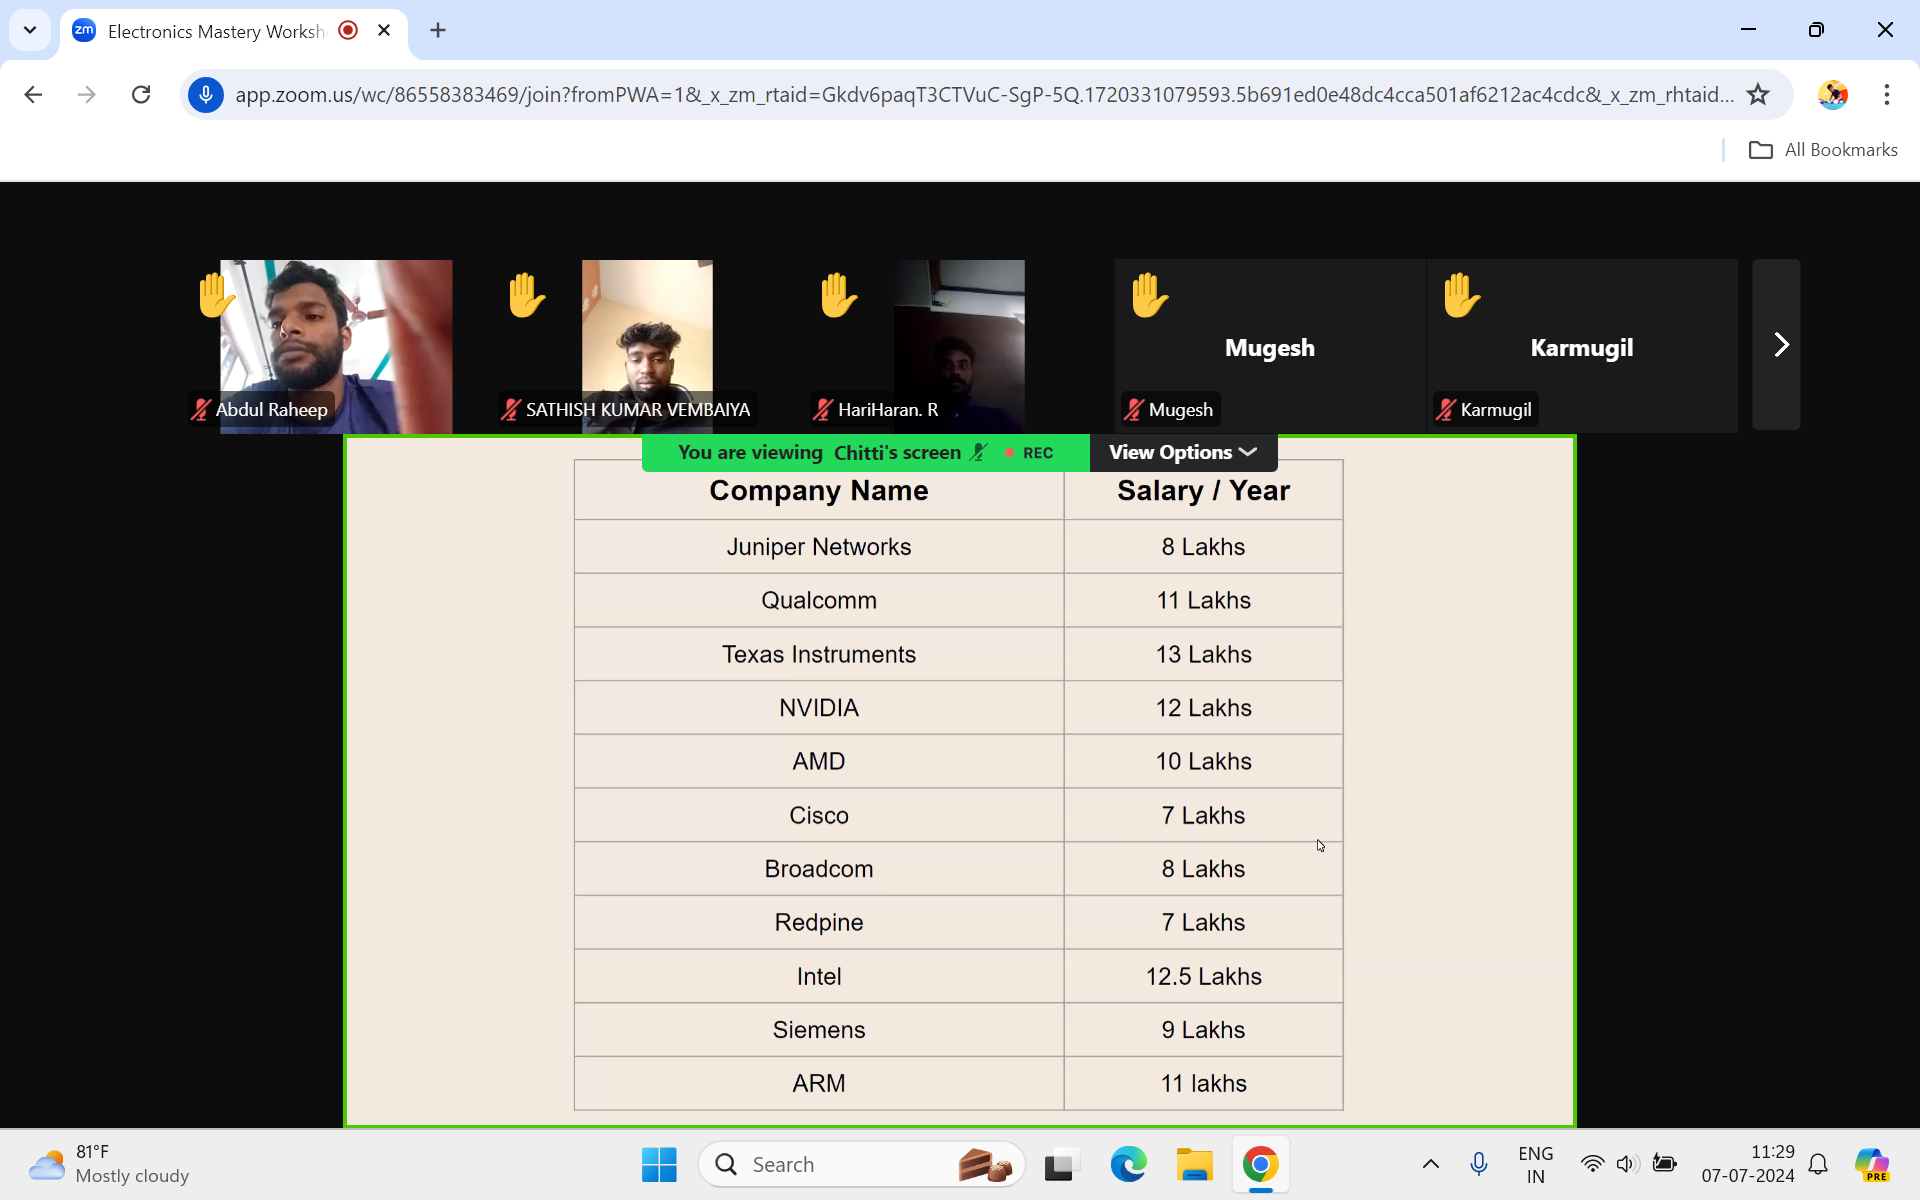 zm Electronics Mastery Worksh
app.zoom.us/wc/86558383469/join?fromPWA=1&_x_zm_rtaid=Gkdv6paqT3CTVuC-SgP-5Q.1720331079593.5b691ed0e48dc4cca501af6212ac4cdc&_x_zm_rhtaid...
All Bookmarks
Mugesh Karmugil
Abdul Raheep SATHISH KUMAR VEMBAIYA HariHaran. R Mugesh Karmugil
You are viewing Chitti's screen REC View Options
Company Name Salary / Year
Juniper Networks 8 Lakhs
Qualcomm 11 Lakhs
Texas Instruments 13 Lakhs
NVIDIA 12 Lakhs
AMD 10 Lakhs
Cisco 7 Lakhs
Broadcom 8 Lakhs
Redpine 7 Lakhs
Intel 12.5 Lakhs
Siemens 9 Lakhs
ARM 11 lakhs
81°F
Mostly cloudy
Search
ENG
IN
11:29
07-07-2024
PRE